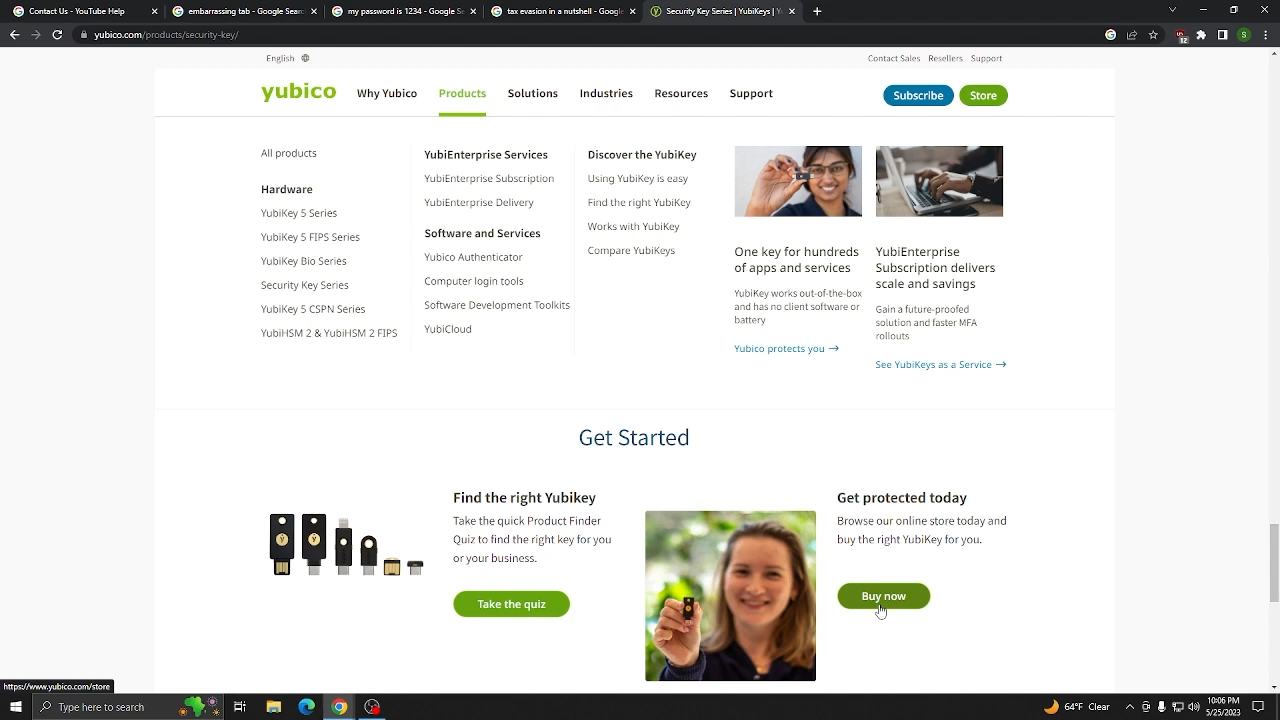 Contact Us - YouTube Help
embarrassing tab - Google Sear
my password is 1234 - Google Se
tax evasion in a nutshell - Google
Security Key Series | YubiKey | Yu
yubico.com/products/security-key/
12
S
English
Contact Sales Resellers Support
yubico
Why Yubico Products Solutions Industries Resources Support
Subscribe Store
All products
Hardware
YubiKey 5 Series
YubiKey 5 FIPS Series
YubiKey Bio Series
Security Key Series
YubiKey 5 CSPN Series
YubiHSM 2 & YubiHSM 2 FIPS
YubiEnterprise Services
YubiEnterprise Subscription
YubiEnterprise Delivery
Software and Services
Yubico Authenticator
Computer login tools
Software Development Toolkits
YubiCloud
Discover the YubiKey
Using YubiKey is easy
Find the right YubiKey
Works with YubiKey
Compare YubiKeys
One key for hundreds
of apps and services
YubiKey works out-of-the-box
and has no client software or
battery
Yubico protects you →
YubiEnterprise
Subscription delivers
scale and savings
Gain a future-proofed
solution and faster MFA
rollouts
See YubiKeys as a Service →
Get Started
Find the right Yubikey
Take the quick Product Finder
Quiz to find the right key for you
or your business.
Take the quiz
Get protected today
Browse our online store today and
buy the right YubiKey for you.
Buy now
https://www.yubico.com/store
Type here to search
64°F Clear
10:06 PM
5/25/2023